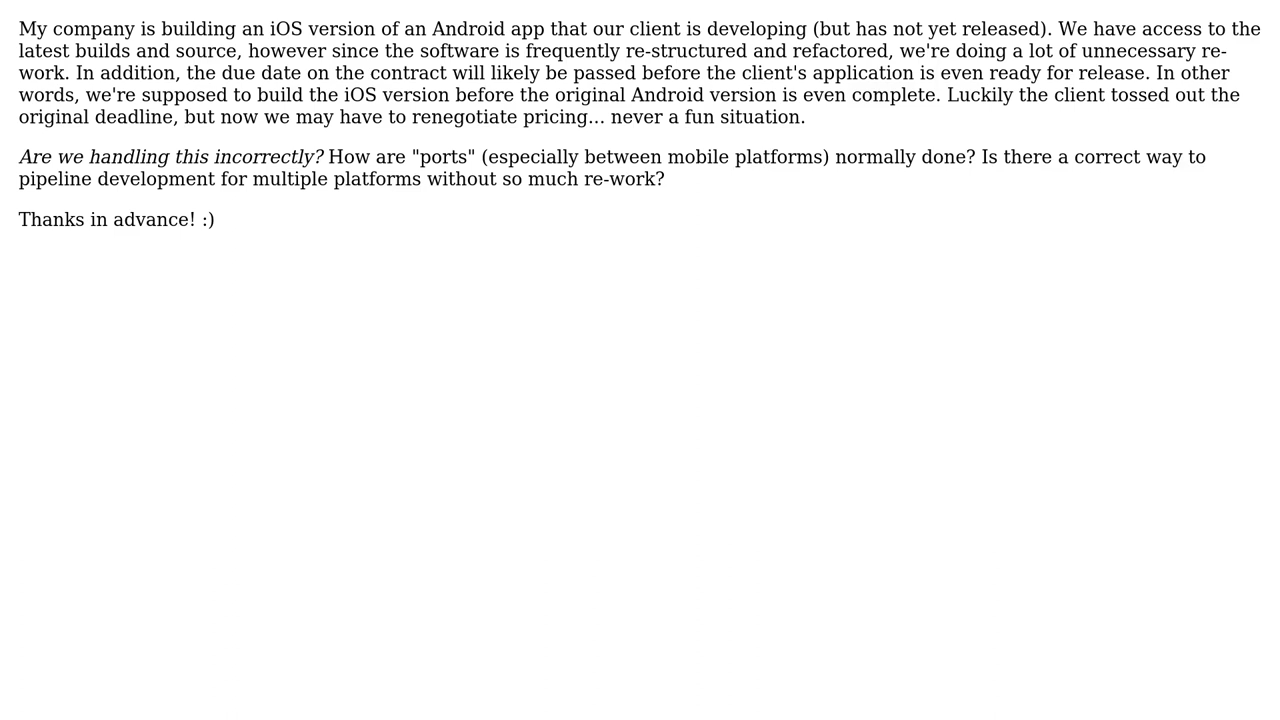 My company is building an iOS version of an Android app that our client is developing (but has not yet released). We have access to the
latest builds and source, however since the software is frequently re-structured and refactored, we're doing a lot of unnecessary re-
work. In addition, the due date on the contract will likely be passed before the client's application is even ready for release. In other
words, we're supposed to build the iOS version before the original Android version is even complete. Luckily the client tossed out the
original deadline, but now we may have to renegotiate pricing... never a fun situation.
Are we handling this incorrectly? How are "ports" (especially between mobile platforms) normally done? Is there a correct way to
pipeline development for multiple platforms without so much re-work?
Thanks in advance! :)